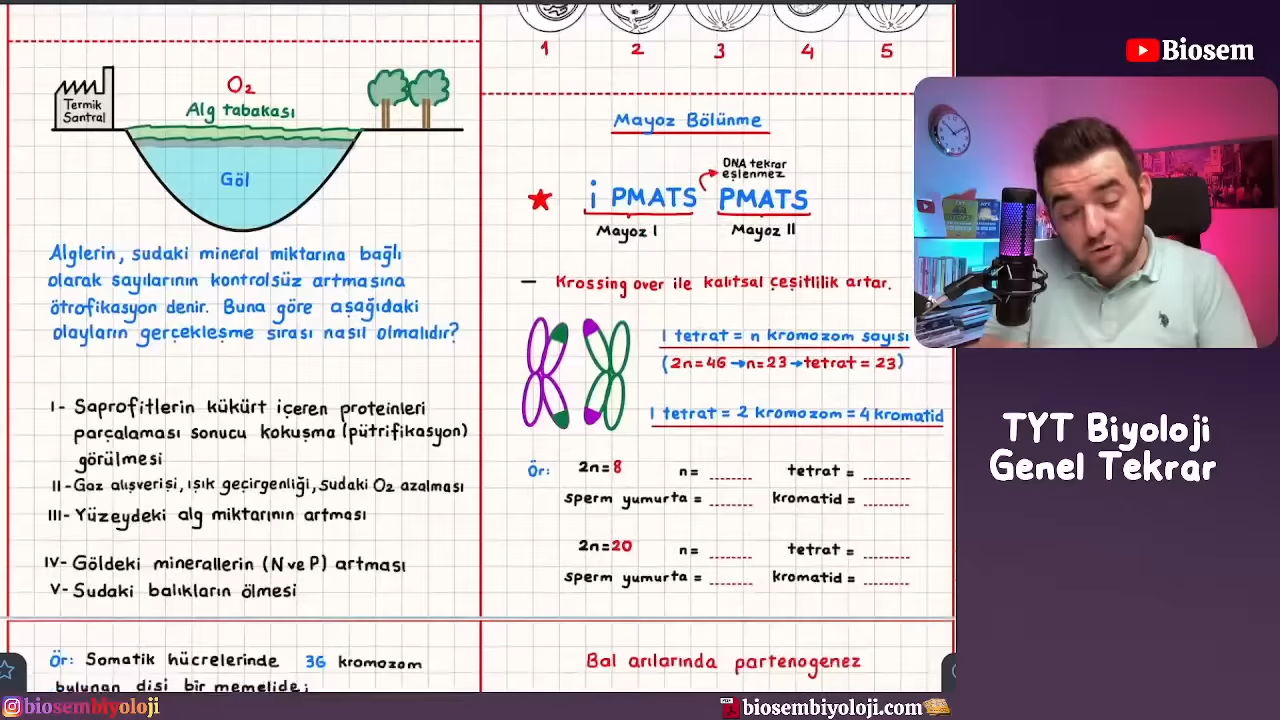 O₂
Alg tabakası
Termik
Santral
Göl
Alglerin, sudaki mineral miktarına bağlı
olarak sayılarının kontrolsüz artmasına
ötrofikasyon denir. Buna göre aşağıdaki
olayların gerçekleşme sırası nasıl olmalıdır?
I- Saprofitlerin kükürt içeren proteinleri
parçalaması sonucu kokuşma (pütrifikasyon)
görülmesi
II- Gaz alışverişi, ışık geçirgenliği, sudaki O₂ azalması
III- Yüzeydeki alg miktarının artması
IV- Göldeki minerallerin (N ve P) artması
V- Sudaki balıkların ölmesi
Ör: Somatik hücrelerinde 36 kromozom
bulunan dişi bir memelide;
1 2 3 4 5
Mayoz Bölünme
DNA tekrar
eşlenmez
★ i PMATS PMATS
Mayoz I Mayoz II
– Krossing over ile kalıtsal çeşitlilik artar.
1 tetrat = n kromozom sayısı
(2n=46→n=23→tetrat = 23)
1 tetrat = 2 kromozom = 4 kromatid
Ör: 2n=8 n= ...... tetrat = ......
sperm yumurta = ...... kromatid = ......
2n=20 n= ...... tetrat = ......
sperm yumurta = ...... kromatid = ......
Bal arılarında partenogenez
Biosem
TYT Biyoloji
Genel Tekrar
biosembiyoloji
biosembiyoloji.com